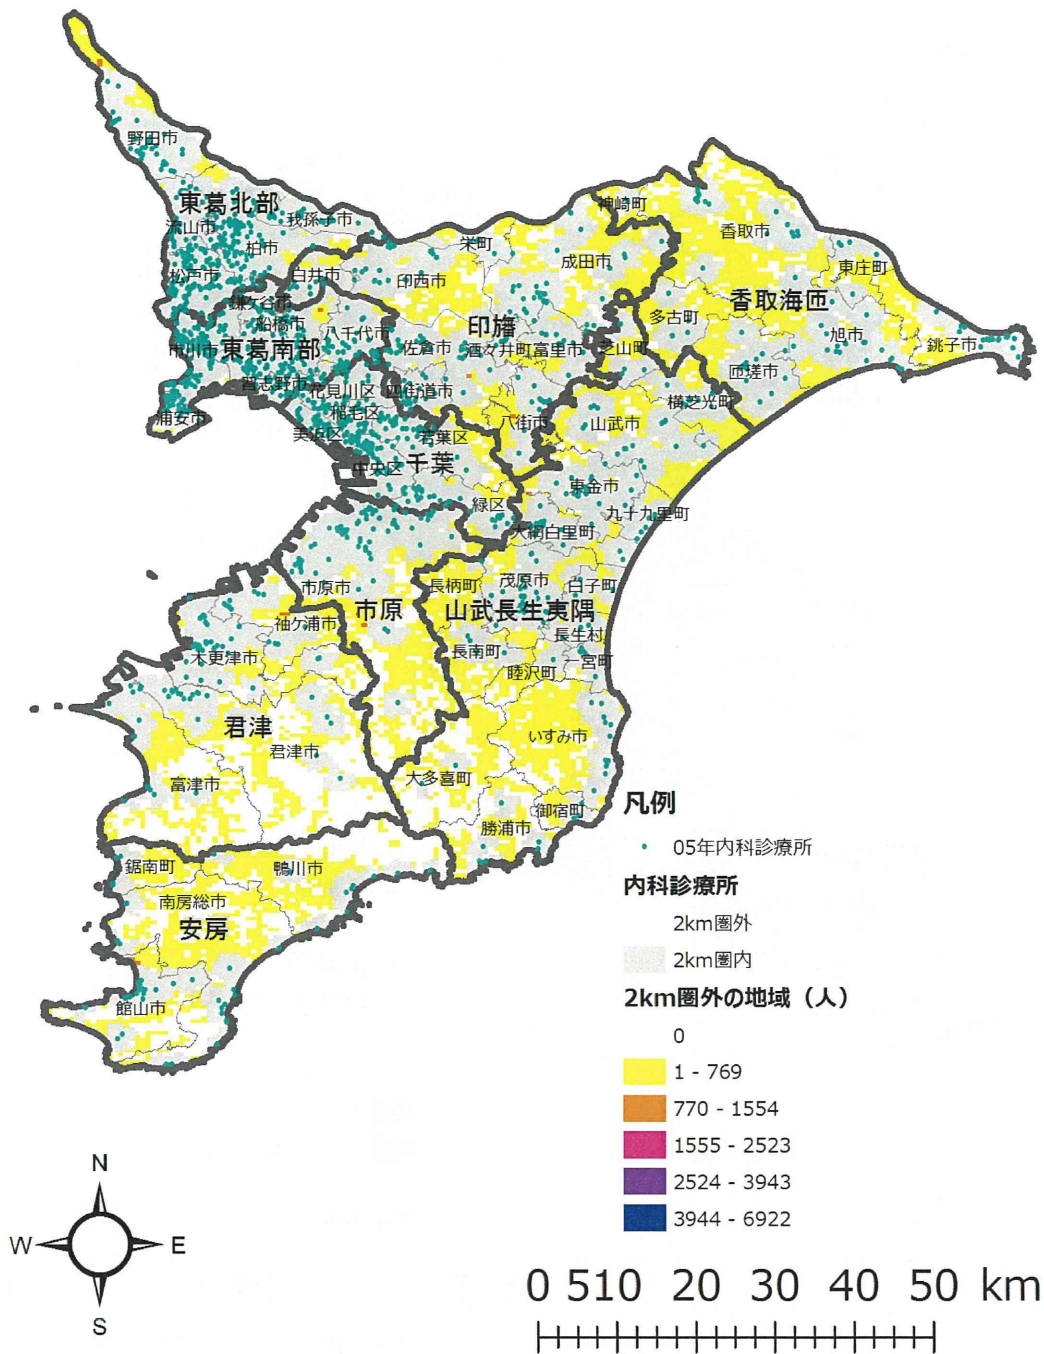 野田市
東葛北部
流山市
我孫子市
柏市
松戸市
白井市
鎌ケ谷市
船橋市
市川市
東葛南部
八千代市
習志野市
花見川区
浦安市
稲毛区
美浜区
若葉区
中央区
千葉
緑区
栄町
印西市
成田市
印旛
佐倉市
酒々井町
富里市
四街道市
八街市
神崎町
香取市
東庄町
香取海匝
多古町
旭市
銚子市
匝瑳市
芝山町
横芝光町
山武市
東金市
九十九里町
大網白里町
市原市
市原
長柄町
茂原市
白子町
山武長生夷隅
長生村
長南町
一宮町
睦沢町
いすみ市
大多喜町
御宿町
勝浦市
袖ケ浦市
木更津市
君津
君津市
富津市
鋸南町
鴨川市
南房総市
安房
館山市
凡例
05年内科診療所
内科診療所
2km圏外
2km圏内
2km圏外の地域（人）
0
1 - 769
770 - 1554
1555 - 2523
2524 - 3943
3944 - 6922
N
W E
S
0 510 20 30 40 50 km